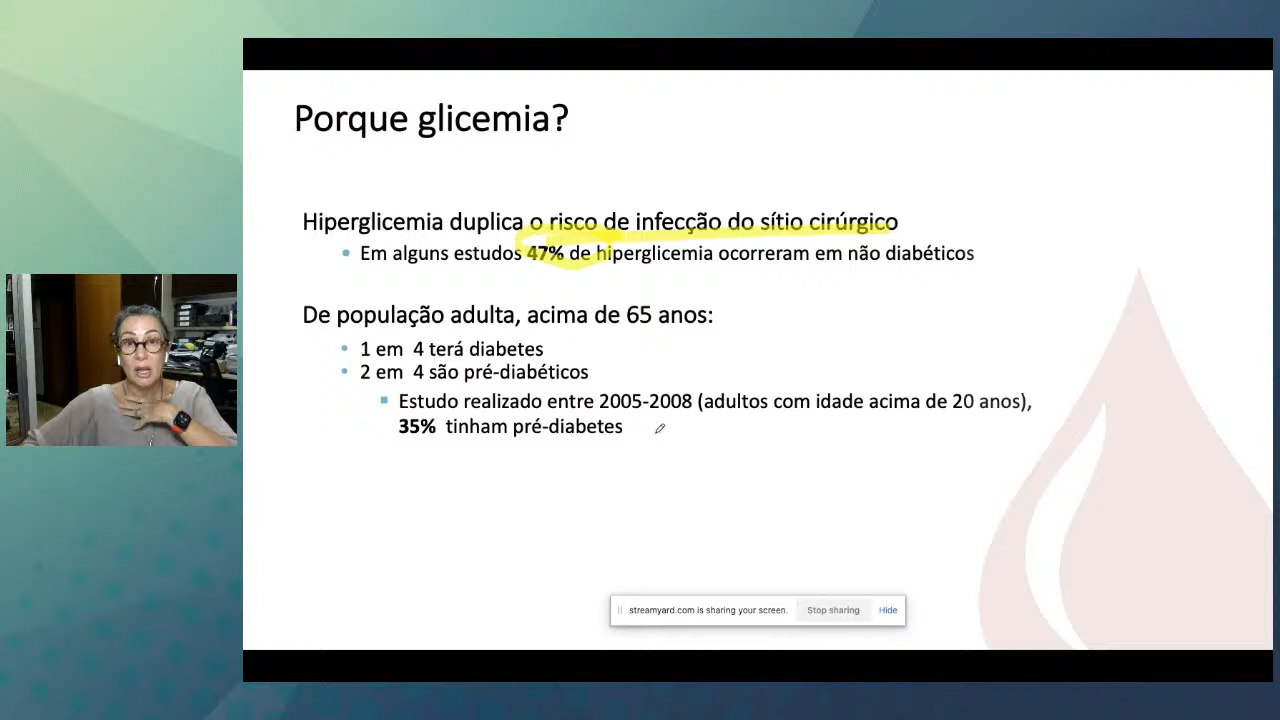 Porque glicemia?
Hiperglicemia duplica o risco de infecção do sítio cirúrgico
• Em alguns estudos 47% de hiperglicemia ocorreram em não diabéticos
De população adulta, acima de 65 anos:
• 1 em 4 terá diabetes
• 2 em 4 são pré-diabéticos
▪ Estudo realizado entre 2005-2008 (adultos com idade acima de 20 anos),
35% tinham pré-diabetes
streamyard.com is sharing your screen. Stop sharing Hide